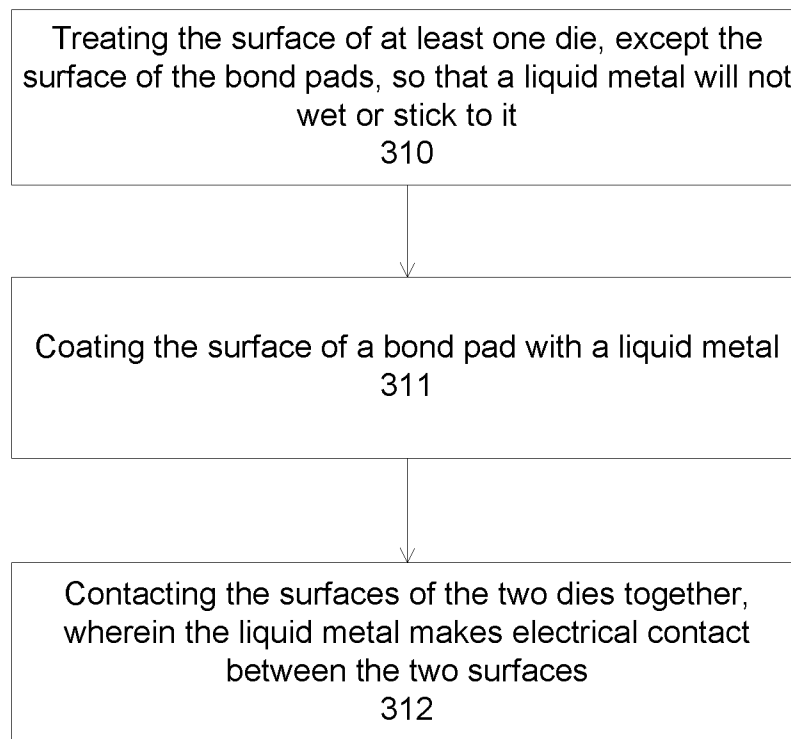 Treating the surface of at least one die, except the
surface of the bond pads, so that a liquid metal will not
wet or stick to it
310
Coating the surface of a bond pad with a liquid metal
311
Contacting the surfaces of the two dies together,
wherein the liquid metal makes electrical contact
between the two surfaces
312